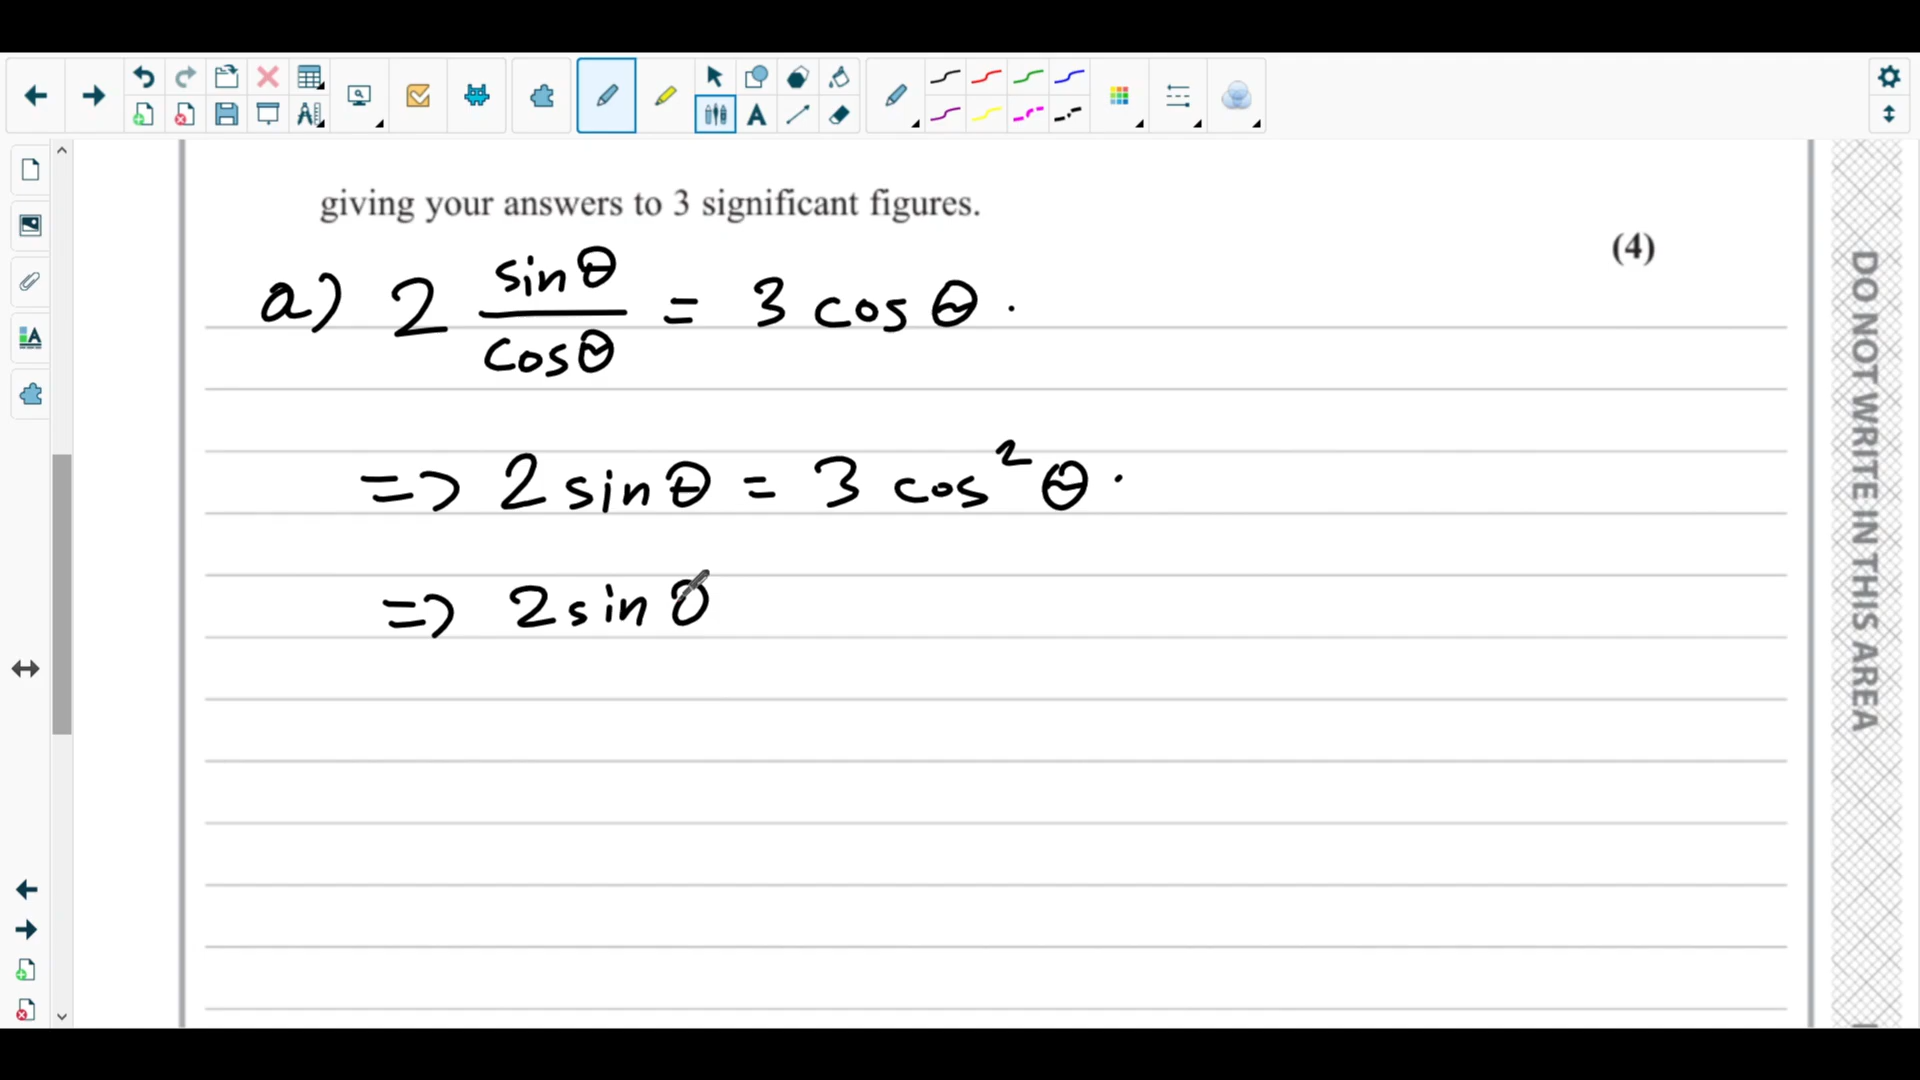 giving your answers to 3 significant figures.
(4)
a) 2 sinθ/cosθ = 3 cos θ .
=> 2 sinθ = 3 cos²θ .
=> 2 sin θ
DO NOT WRITE IN THIS AREA